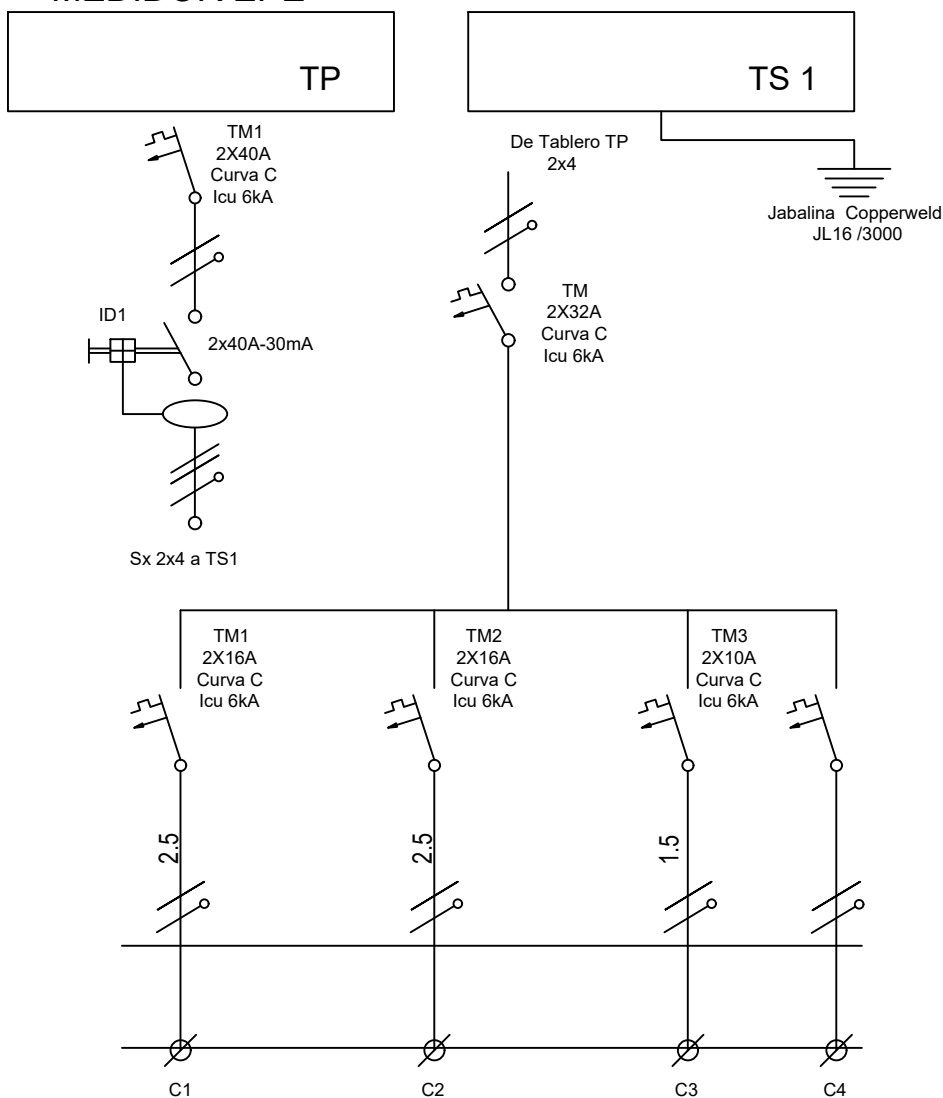 TP
TS 1
TM1
2X40A
Curva C
Icu 6kA
ID1
2x40A-30mA
Sx 2x4 a TS1
De Tablero TP
2x4
Jabalina Copperweld
JL16 /3000
TM
2X32A
Curva C
Icu 6kA
TM1
2X16A
Curva C
Icu 6kA
TM2
2X16A
Curva C
Icu 6kA
TM3
2X10A
Curva C
Icu 6kA
2.5
2.5
1.5
C1
C2
C3
C4